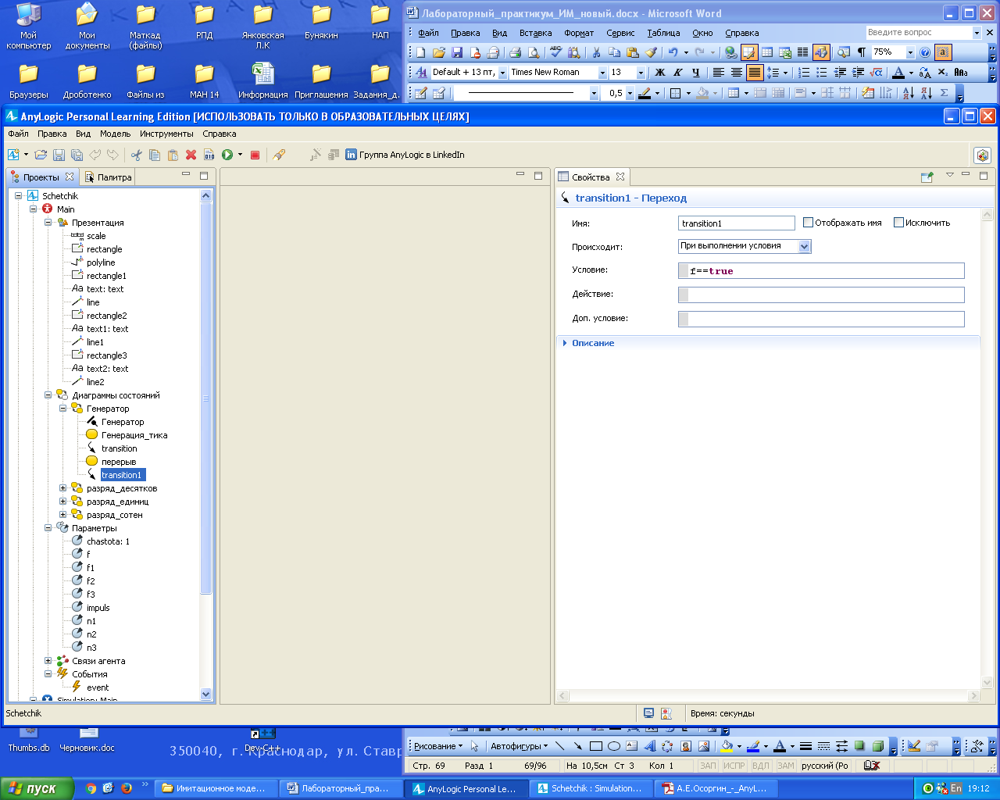 Мой компьютер
Мои документы
Маткад (файлы)
РПД
Янковская Л.К
Бунякин
НАП
Браузеры
Дроботенко
Файлы из
МАН 14
Информация
Приглашения
Задания_д.
Лабораторный_практикум_ИМ_новый.docx - Microsoft Word
Файл Правка Вид Вставка Формат Сервис Таблица Окно Справка
Введите вопрос
75%
Default + 13 пт, Times New Roman 13 Ж К Ч
0,5
AnyLogic Personal Learning Edition [ИСПОЛЬЗОВАТЬ ТОЛЬКО В ОБРАЗОВАТЕЛЬНЫХ ЦЕЛЯХ]
Файл Правка Вид Модель Инструменты Справка
Группа AnyLogic в LinkedIn
Проекты Палитра
Schetchik
Main
Презентация
scale
rectangle
polyline
rectangle1
text: text
line
rectangle2
text1: text
line1
rectangle3
text2: text
line2
Диаграммы состояний
Генератор
Генератор
Генерация_тика
transition
перерыв
transition1
разряд_десятков
разряд_единиц
разряд_сотен
Параметры
chastota: 1
f
f1
f2
f3
impuls
n1
n2
n3
Связи агента
События
event
Simulation: Main
Свойства
transition1 - Переход
Имя: transition1 Отображать имя Исключить
Происходит: При выполнении условия
Условие: f==true
Действие:
Доп. условие:
Описание
Schetchik
Время: секунды
Thumbs.db
Черновик.doc
Dev-C++
350040, г. Краснодар, ул. Ставр
Рисование Автофигуры
Стр. 69 Разд 1 69/96 На 10,5см Ст 3 Кол 1 ЗАП ИСПР ВДЛ ЗАМ русский (Ро
пуск
Имитационное моде...
Лабораторный_пра...
AnyLogic Personal Le...
Schetchik : Simulation...
А.Е.Осоргин_-_AnyL...
En
19:12